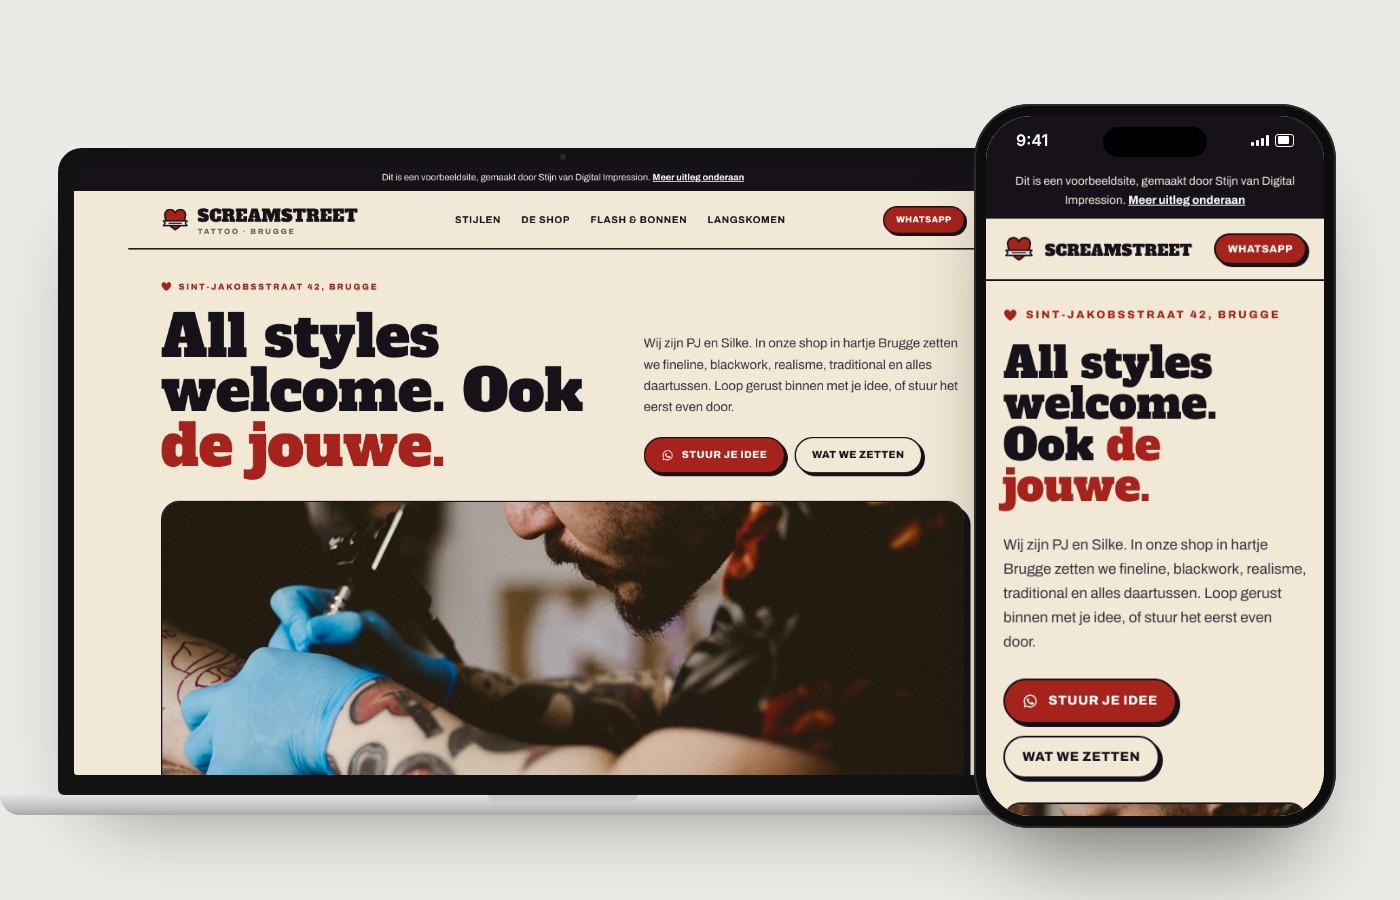 Dit is een voorbeeldsite, gemaakt door Stijn van Digital Impression. Meer uitleg onderaan
SCREAMSTREET
TATTOO · BRUGGE
STIJLEN DE SHOP FLASH & BONNEN LANGSKOMEN
WHATSAPP
SINT-JAKOBSSTRAAT 42, BRUGGE
All styles
welcome. Ook
de jouwe.
Wij zijn PJ en Silke. In onze shop in hartje Brugge zetten
we fineline, blackwork, realisme, traditional en alles
daartussen. Loop gerust binnen met je idee, of stuur het
eerst even door.
STUUR JE IDEE
WAT WE ZETTEN
9:41
Dit is een voorbeeldsite, gemaakt door Stijn van Digital
Impression. Meer uitleg onderaan
SCREAMSTREET
WHATSAPP
SINT-JAKOBSSTRAAT 42, BRUGGE
All styles
welcome.
Ook de
jouwe.
Wij zijn PJ en Silke. In onze shop in hartje
Brugge zetten we fineline, blackwork, realisme,
traditional en alles daartussen. Loop gerust
binnen met je idee, of stuur het eerst even
door.
STUUR JE IDEE
WAT WE ZETTEN